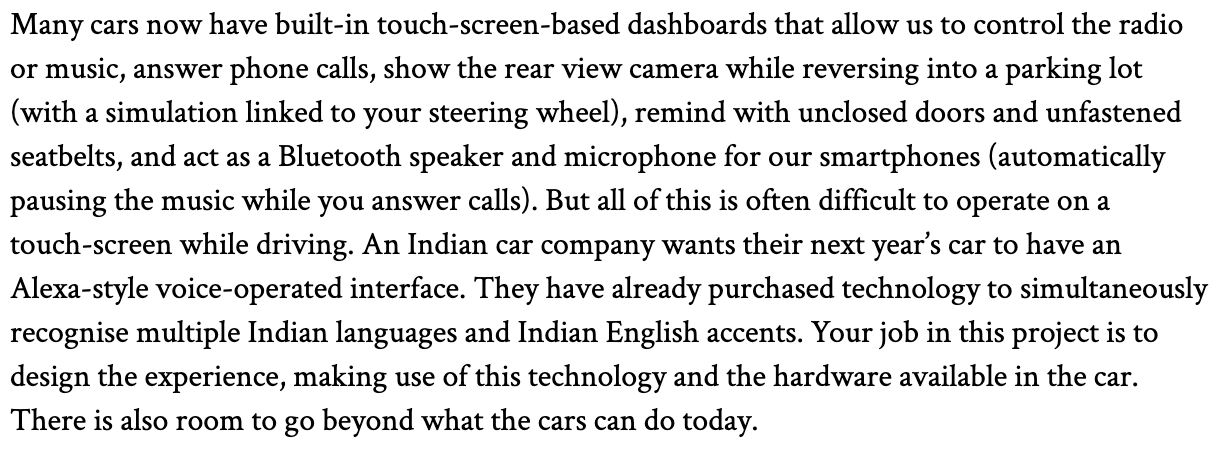 Many cars now have built-in touch-screen-based dashboards that allow us to control the radio
or music, answer phone calls, show the rear view camera while reversing into a parking lot
(with a simulation linked to your steering wheel), remind with unclosed doors and unfastened
seatbelts, and act as a Bluetooth speaker and microphone for our smartphones (automatically
pausing the music while you answer calls). But all of this is often difficult to operate on a
touch-screen while driving. An Indian car company wants their next year’s car to have an
Alexa-style voice-operated interface. They have already purchased technology to simultaneously
recognise multiple Indian languages and Indian English accents. Your job in this project is to
design the experience, making use of this technology and the hardware available in the car.
There is also room to go beyond what the cars can do today.